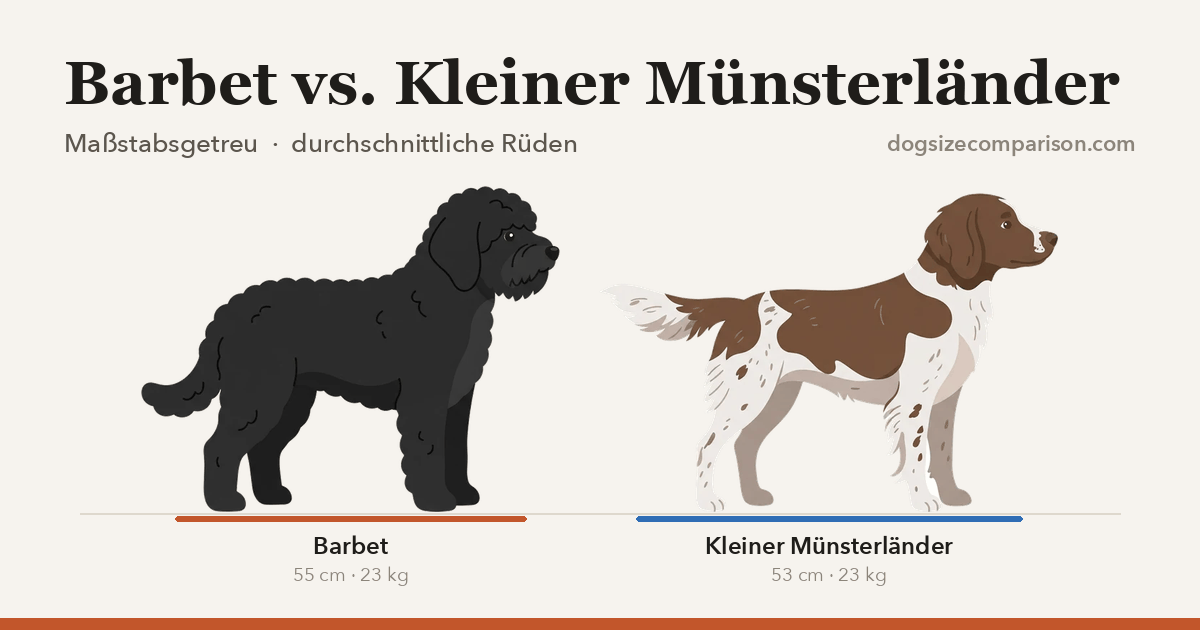 Barbet vs. Kleiner Münsterländer
Maßstabsgetreu · durchschnittliche Rüden
dogsizecomparison.com
Barbet
55 cm · 23 kg
Kleiner Münsterländer
53 cm · 23 kg